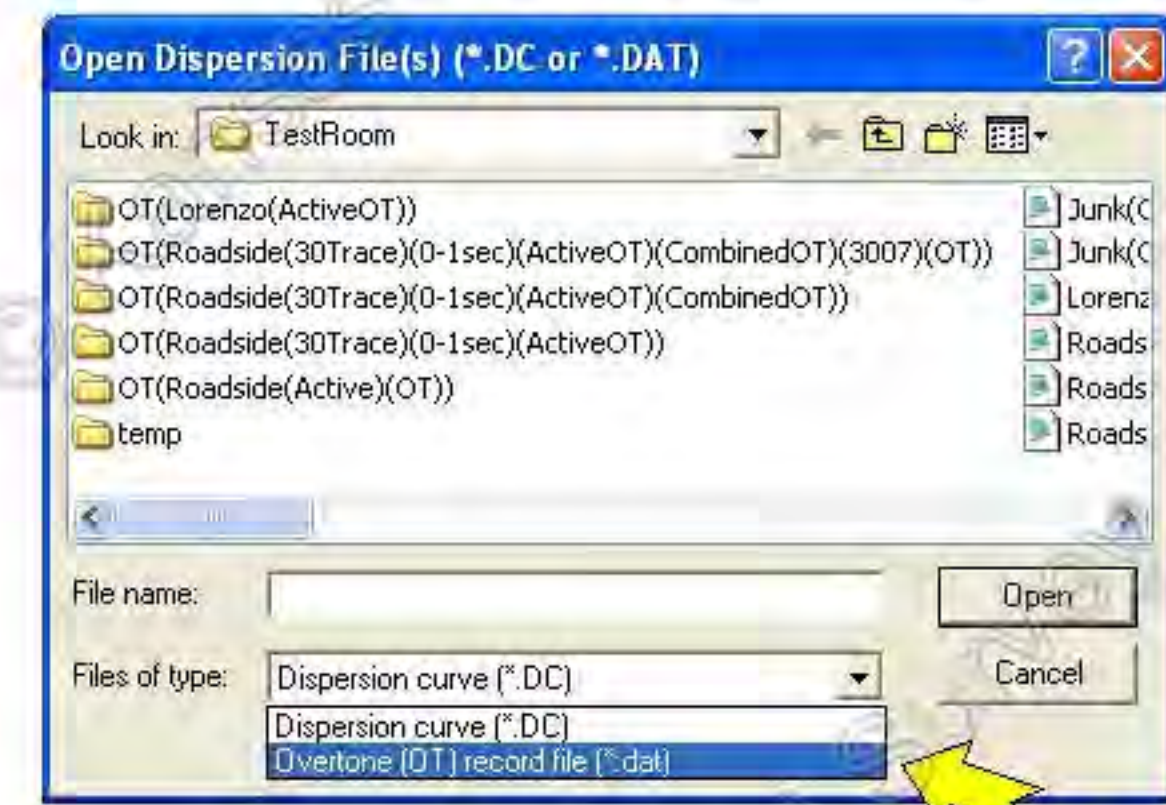 Open Dispersion File(s) (*.DC or *.DAT)
Look in: TestRoom
OT(Lorenzo(ActiveOT))
OT(Roadside(30Trace)(0-1sec)(ActiveOT)(CombinedOT)(3007)(OT))
OT(Roadside(30Trace)(0-1sec)(ActiveOT)(CombinedOT))
OT(Roadside(30Trace)(0-1sec)(ActiveOT))
OT(Roadside(Active)(OT))
temp
Junk(
Junk(
Lorenz
Roads
Roads
Roads
File name:
Open
Files of type: Dispersion curve (*.DC)
Cancel
Dispersion curve (*.DC)
Overtone (OT) record file (*.dat)